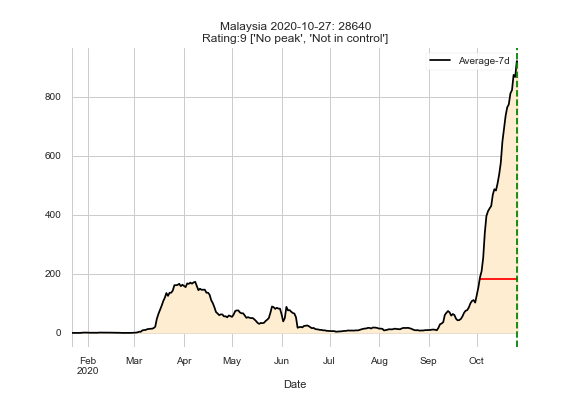 Malaysia 2020-10-27: 28640
Rating:9 ['No peak', 'Not in control']
Average-7d
800
600
400
200
0
Feb
2020
Mar
Apr
May
Jun
Jul
Aug
Sep
Oct
Date